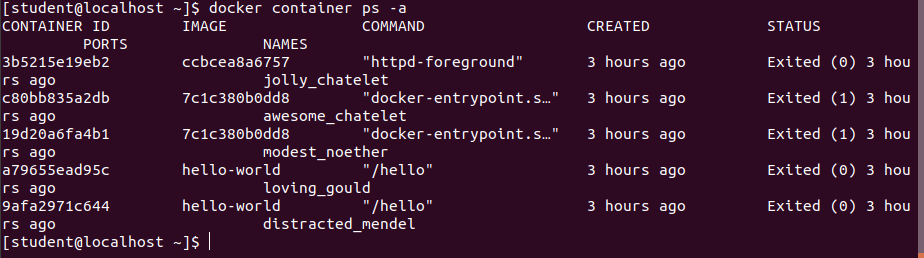 [student@localhost ~]$ docker container ps -a
CONTAINER ID        IMAGE               COMMAND                  CREATED             STATUS
         PORTS               NAMES
3b5215e19eb2        ccbcea8a6757        "httpd-foreground"       3 hours ago         Exited (0) 3 hou
rs ago                       jolly_chatelet
c80bb835a2db        7c1c380b0dd8        "docker-entrypoint.s…"   3 hours ago         Exited (1) 3 hou
rs ago                       awesome_chatelet
19d20a6fa4b1        7c1c380b0dd8        "docker-entrypoint.s…"   3 hours ago         Exited (1) 3 hou
rs ago                       modest_noether
a79655ead95c        hello-world         "/hello"                 3 hours ago         Exited (0) 3 hou
rs ago                       loving_gould
9afa2971c644        hello-world         "/hello"                 3 hours ago         Exited (0) 3 hou
rs ago                       distracted_mendel
[student@localhost ~]$